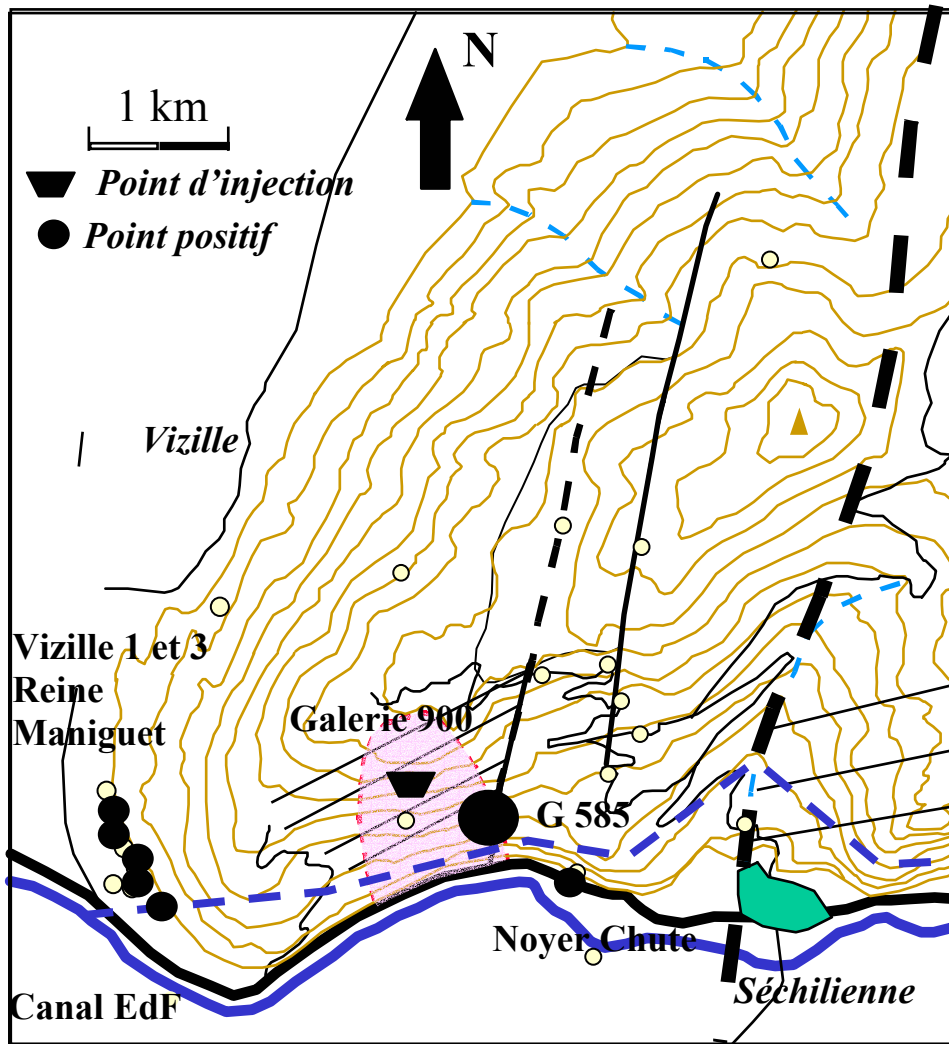 N
1 km
Point d'injection
Point positif
Vizille
Vizille 1 et 3
Reine
Maniguet
Galerie 900
G 585
Noyer Chute
Séchilienne
Canal EdF